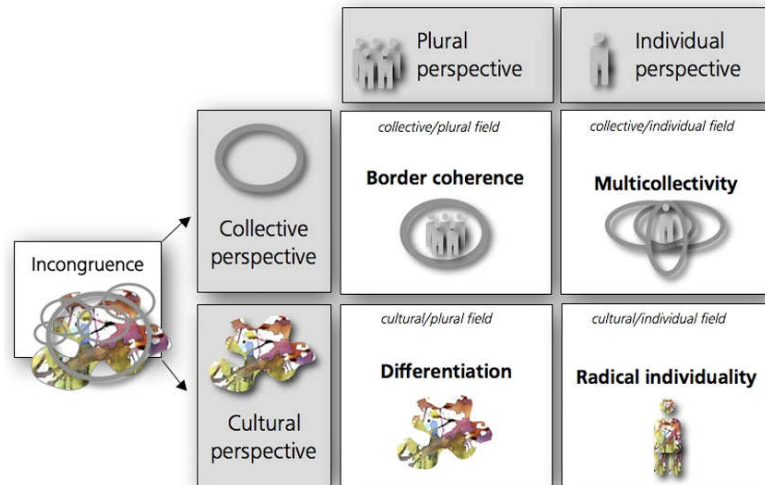 Plural
perspective
Individual
perspective
collective/plural field
collective/individual field
Border coherence
Multicollectivity
Collective
perspective
Incongruence
cultural/plural field
cultural/individual field
Differentiation
Radical individuality
Cultural
perspective